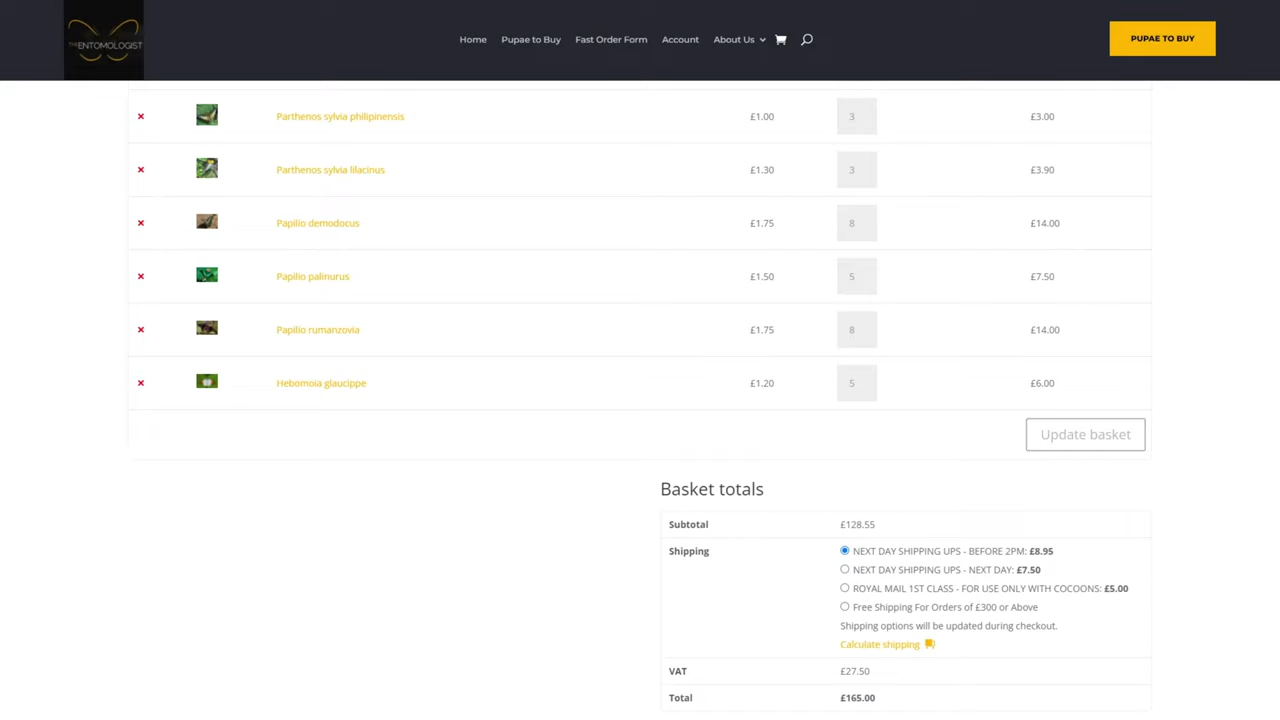 THE ENTOMOLOGIST
Home Pupae to Buy Fast Order Form Account About Us
PUPAE TO BUY
× Parthenos sylvia philipinensis £1.00 3 £3.00
× Parthenos sylvia lilacinus £1.30 3 £3.90
× Papilio demodocus £1.75 8 £14.00
× Papilio palinurus £1.50 5 £7.50
× Papilio rumanzovia £1.75 8 £14.00
× Hebomoia glaucippe £1.20 5 £6.00
Update basket
Basket totals
Subtotal £128.55
Shipping NEXT DAY SHIPPING UPS - BEFORE 2PM: £8.95
NEXT DAY SHIPPING UPS - NEXT DAY: £7.50
ROYAL MAIL 1ST CLASS - FOR USE ONLY WITH COCOONS: £5.00
Free Shipping For Orders of £300 or Above
Shipping options will be updated during checkout.
Calculate shipping
VAT £27.50
Total £165.00